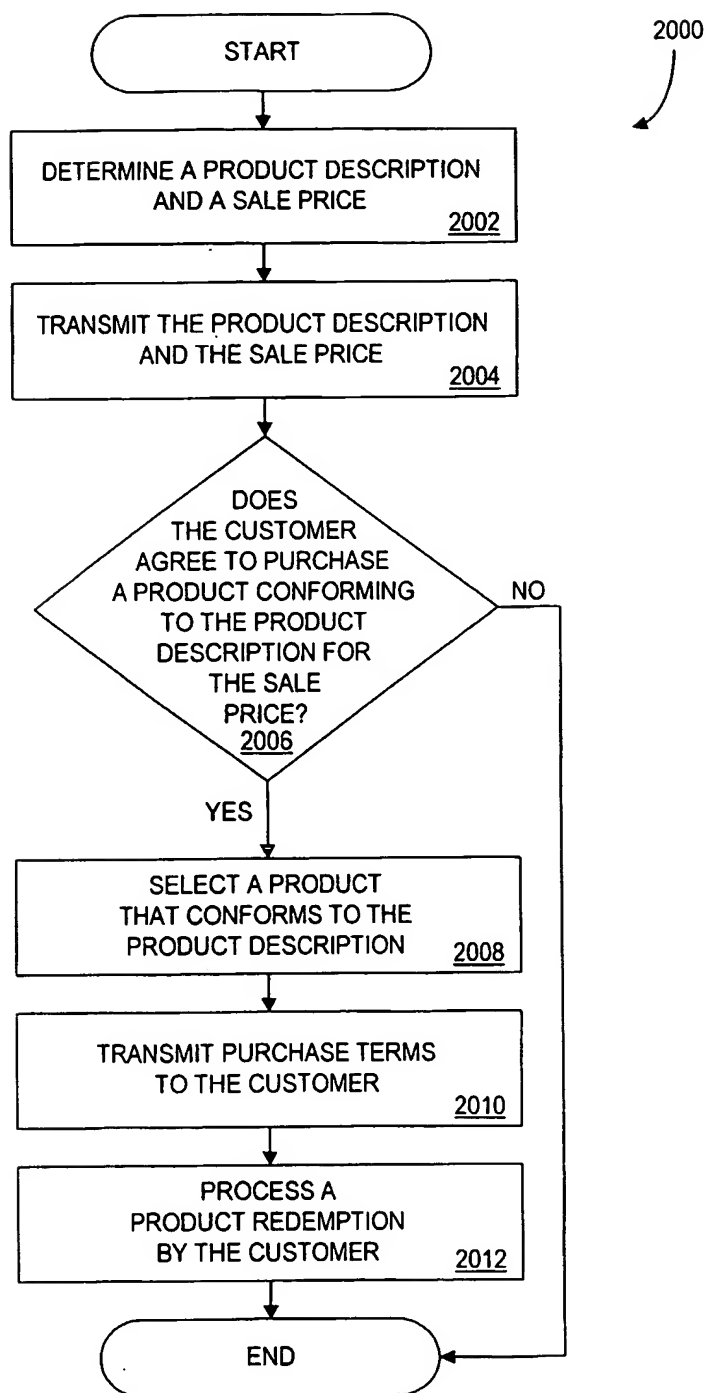 START
2000
DETERMINE A PRODUCT DESCRIPTION
AND A SALE PRICE
2002
TRANSMIT THE PRODUCT DESCRIPTION
AND THE SALE PRICE
2004
DOES
THE CUSTOMER
AGREE TO PURCHASE
A PRODUCT CONFORMING
TO THE PRODUCT
DESCRIPTION FOR
THE SALE
PRICE?
2006
NO
YES
SELECT A PRODUCT
THAT CONFORMS TO THE
PRODUCT DESCRIPTION
2008
TRANSMIT PURCHASE TERMS
TO THE CUSTOMER
2010
PROCESS A
PRODUCT REDEMPTION
BY THE CUSTOMER
2012
END